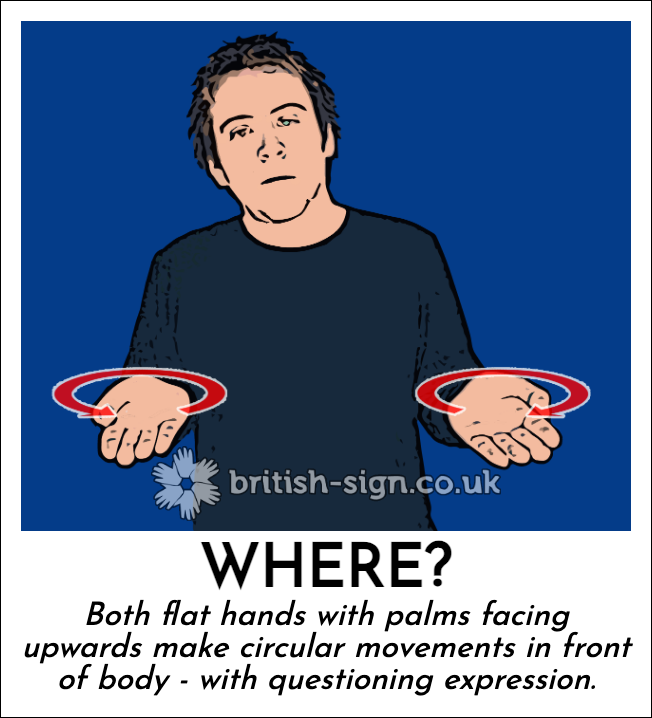 british-sign.co.uk
WHERE?
Both flat hands with palms facing
upwards make circular movements in front
of body - with questioning expression.